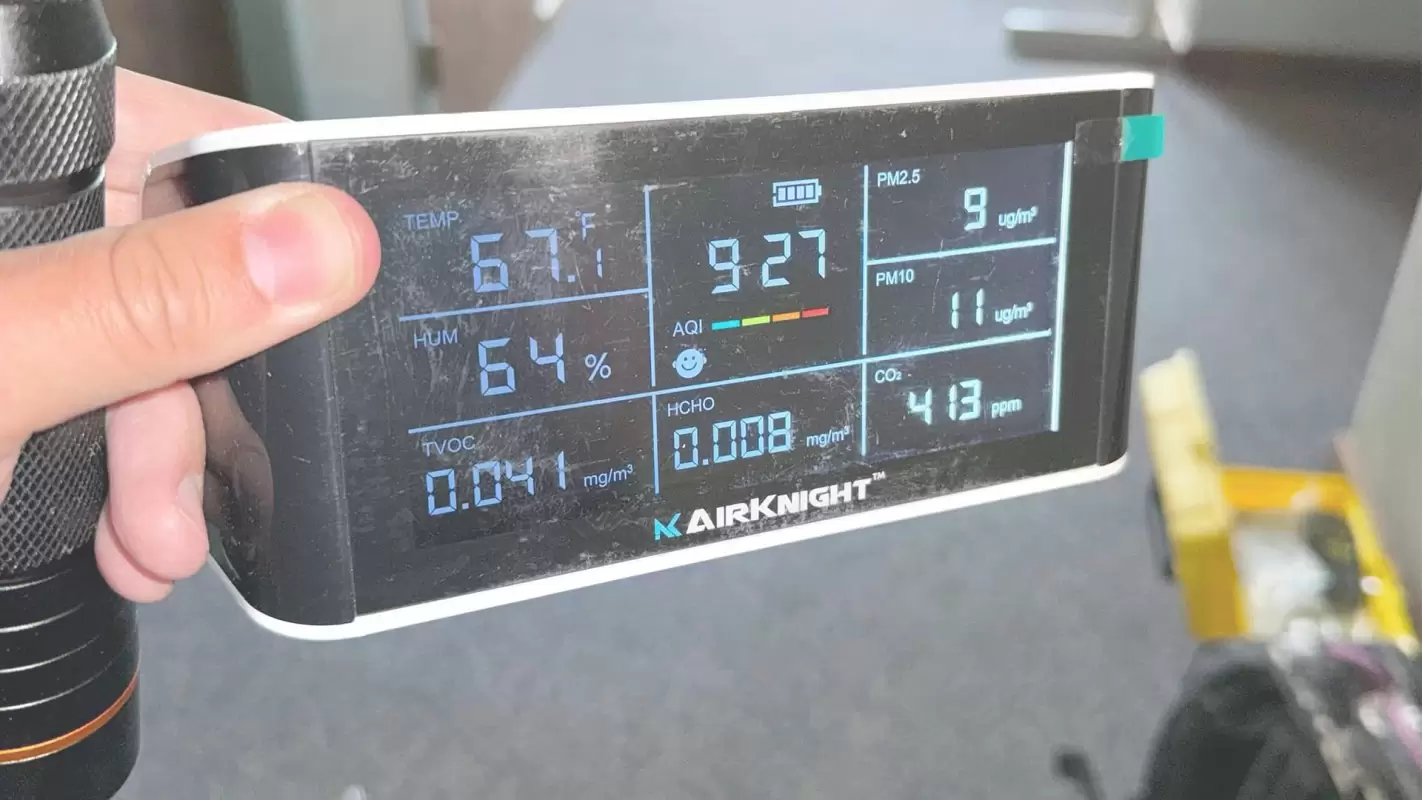 TEMP
67.1 °F
HUM
64 %
TVOC
0.041 mg/m³
927
AQI
HCHO
0.008 mg/m³
PM2.5
9 ug/m³
PM10
11 ug/m³
CO₂
413 ppm
AIRKNIGHT™